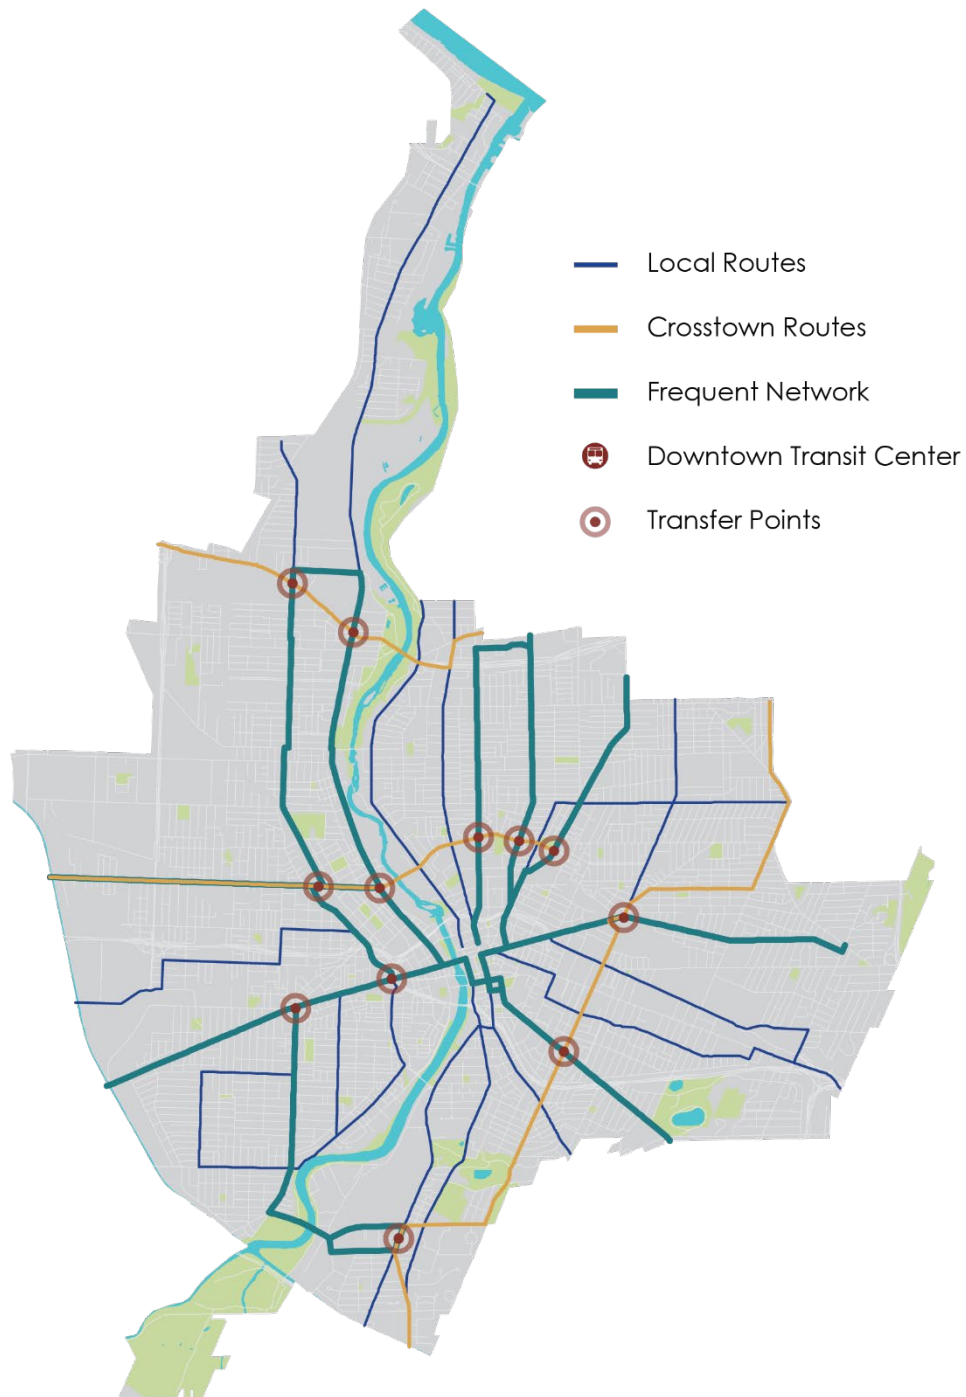 Local Routes
Crosstown Routes
Frequent Network
Downtown Transit Center
Transfer Points